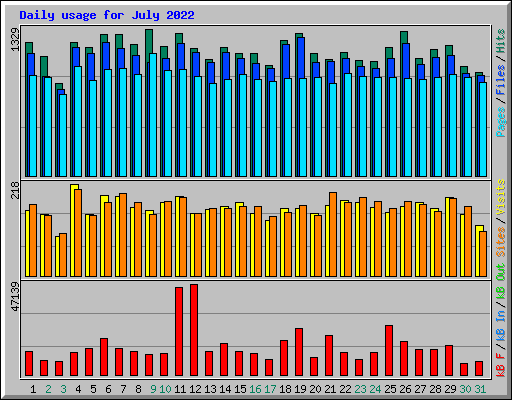 Daily usage for July 2022
1329
Pages / Files / Hits
218
Sites / Visits
47139
kB F / kB In / kB Out
1 2 3 4 5 6 7 8 9 10 11 12 13 14 15 16 17 18 19 20 21 22 23 24 25 26 27 28 29 30 31